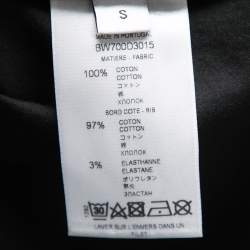 S
MADE IN PORTUGAL
BW700D3015
MATIERE - FABRIC
100% COTON
COTTON
コットン
棉
ХЛОПОК
BORD COTE - RIB
97% COTON
COTTON
コットン
棉
ХЛОПОК
3% ELASTHANNE
ELASTANE
ポリウレタン
氨纶
ЭЛАСТАН
30
LAVER SUR L'ENVERS DANS UN
FILET